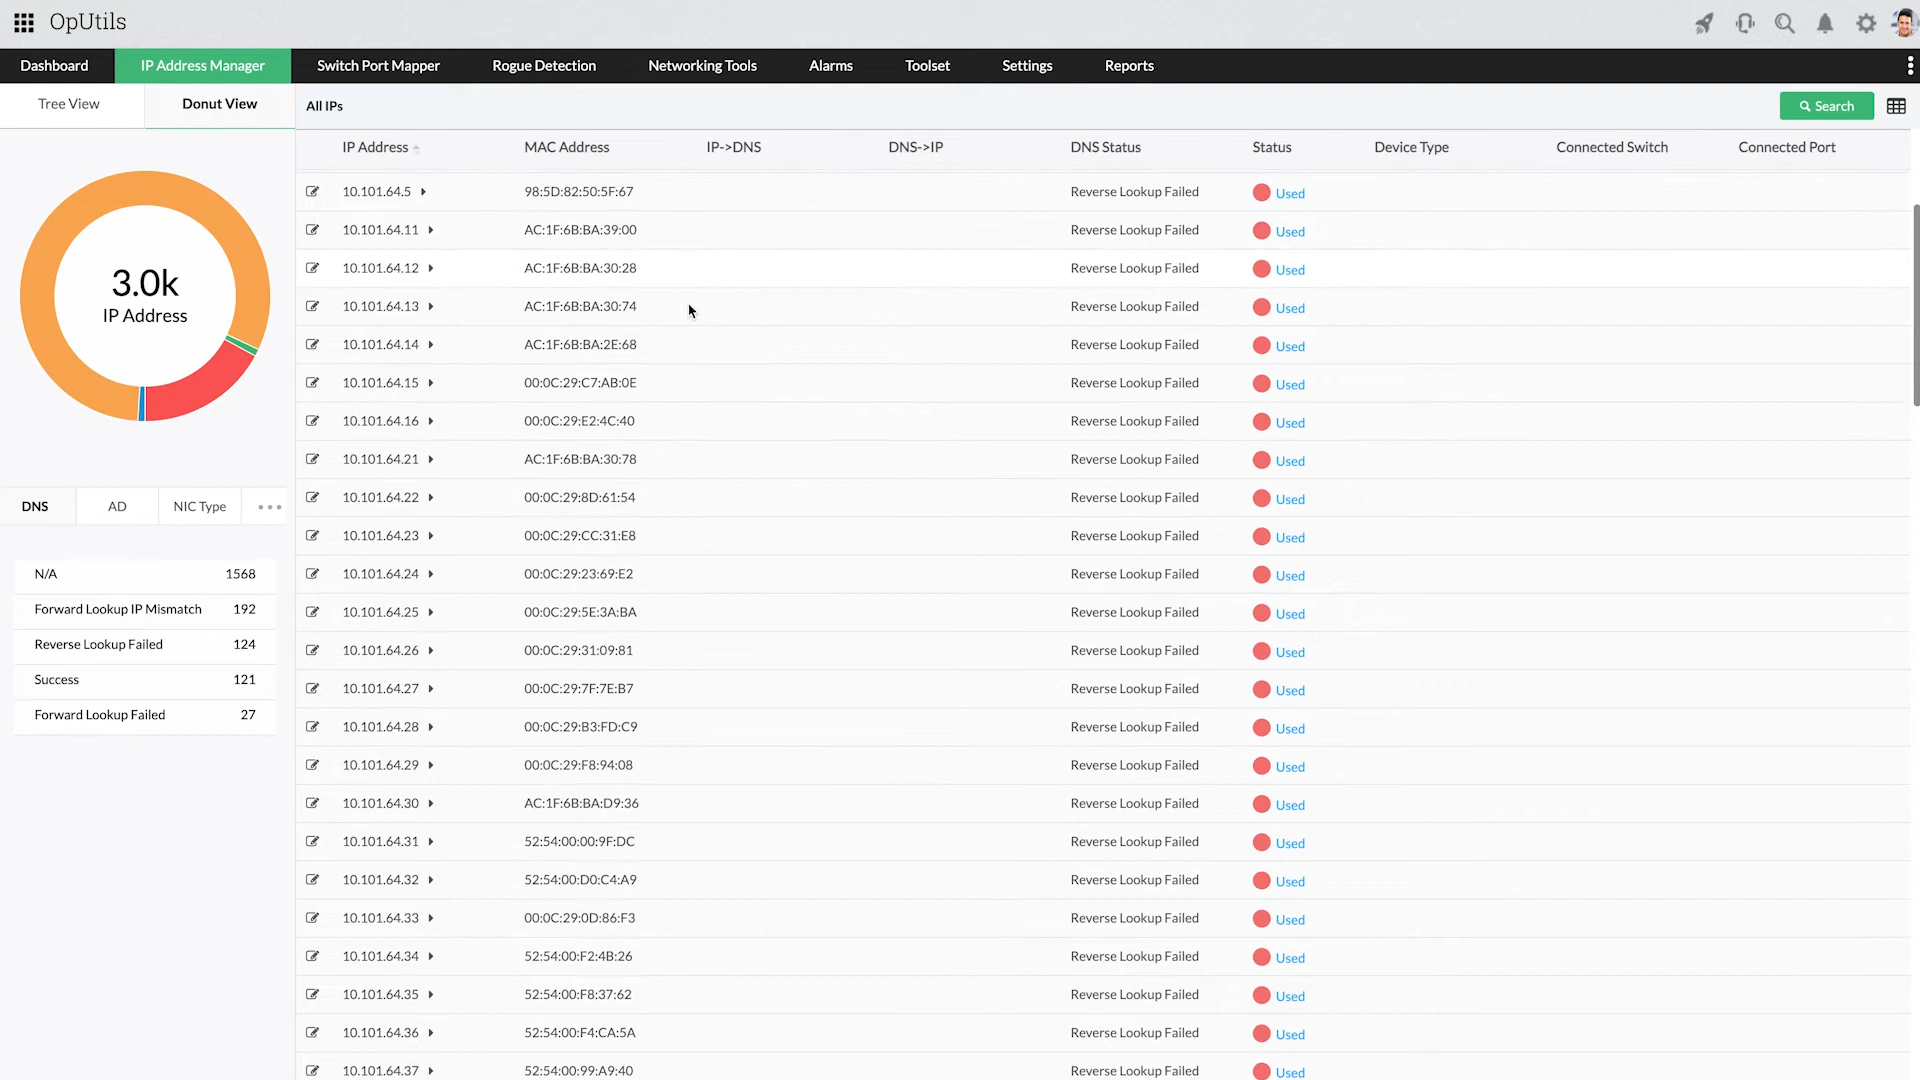 OpUtils
Dashboard IP Address Manager Switch Port Mapper Rogue Detection Networking Tools Alarms Toolset Settings Reports
Tree View Donut View All IPs Search
IP Address MAC Address IP->DNS DNS->IP DNS Status Status Device Type Connected Switch Connected Port
3.0k
IP Address
DNS AD NIC Type
N/A 1568
Forward Lookup IP Mismatch 192
Reverse Lookup Failed 124
Success 121
Forward Lookup Failed 27
10.101.64.5 98:5D:82:50:5F:67 Reverse Lookup Failed Used
10.101.64.11 AC:1F:6B:BA:39:00 Reverse Lookup Failed Used
10.101.64.12 AC:1F:6B:BA:30:28 Reverse Lookup Failed Used
10.101.64.13 AC:1F:6B:BA:30:74 Reverse Lookup Failed Used
10.101.64.14 AC:1F:6B:BA:2E:68 Reverse Lookup Failed Used
10.101.64.15 00:0C:29:C7:AB:0E Reverse Lookup Failed Used
10.101.64.16 00:0C:29:E2:4C:40 Reverse Lookup Failed Used
10.101.64.21 AC:1F:6B:BA:30:78 Reverse Lookup Failed Used
10.101.64.22 00:0C:29:8D:61:54 Reverse Lookup Failed Used
10.101.64.23 00:0C:29:CC:31:E8 Reverse Lookup Failed Used
10.101.64.24 00:0C:29:23:69:E2 Reverse Lookup Failed Used
10.101.64.25 00:0C:29:5E:3A:BA Reverse Lookup Failed Used
10.101.64.26 00:0C:29:31:09:81 Reverse Lookup Failed Used
10.101.64.27 00:0C:29:7F:7E:B7 Reverse Lookup Failed Used
10.101.64.28 00:0C:29:B3:FD:C9 Reverse Lookup Failed Used
10.101.64.29 00:0C:29:F8:94:08 Reverse Lookup Failed Used
10.101.64.30 AC:1F:6B:BA:D9:36 Reverse Lookup Failed Used
10.101.64.31 52:54:00:00:9F:DC Reverse Lookup Failed Used
10.101.64.32 52:54:00:D0:C4:A9 Reverse Lookup Failed Used
10.101.64.33 00:0C:29:0D:86:F3 Reverse Lookup Failed Used
10.101.64.34 52:54:00:F2:4B:26 Reverse Lookup Failed Used
10.101.64.35 52:54:00:F8:37:62 Reverse Lookup Failed Used
10.101.64.36 52:54:00:F4:CA:5A Reverse Lookup Failed Used
10.101.64.37 52:54:00:99:A9:40 Reverse Lookup Failed Used